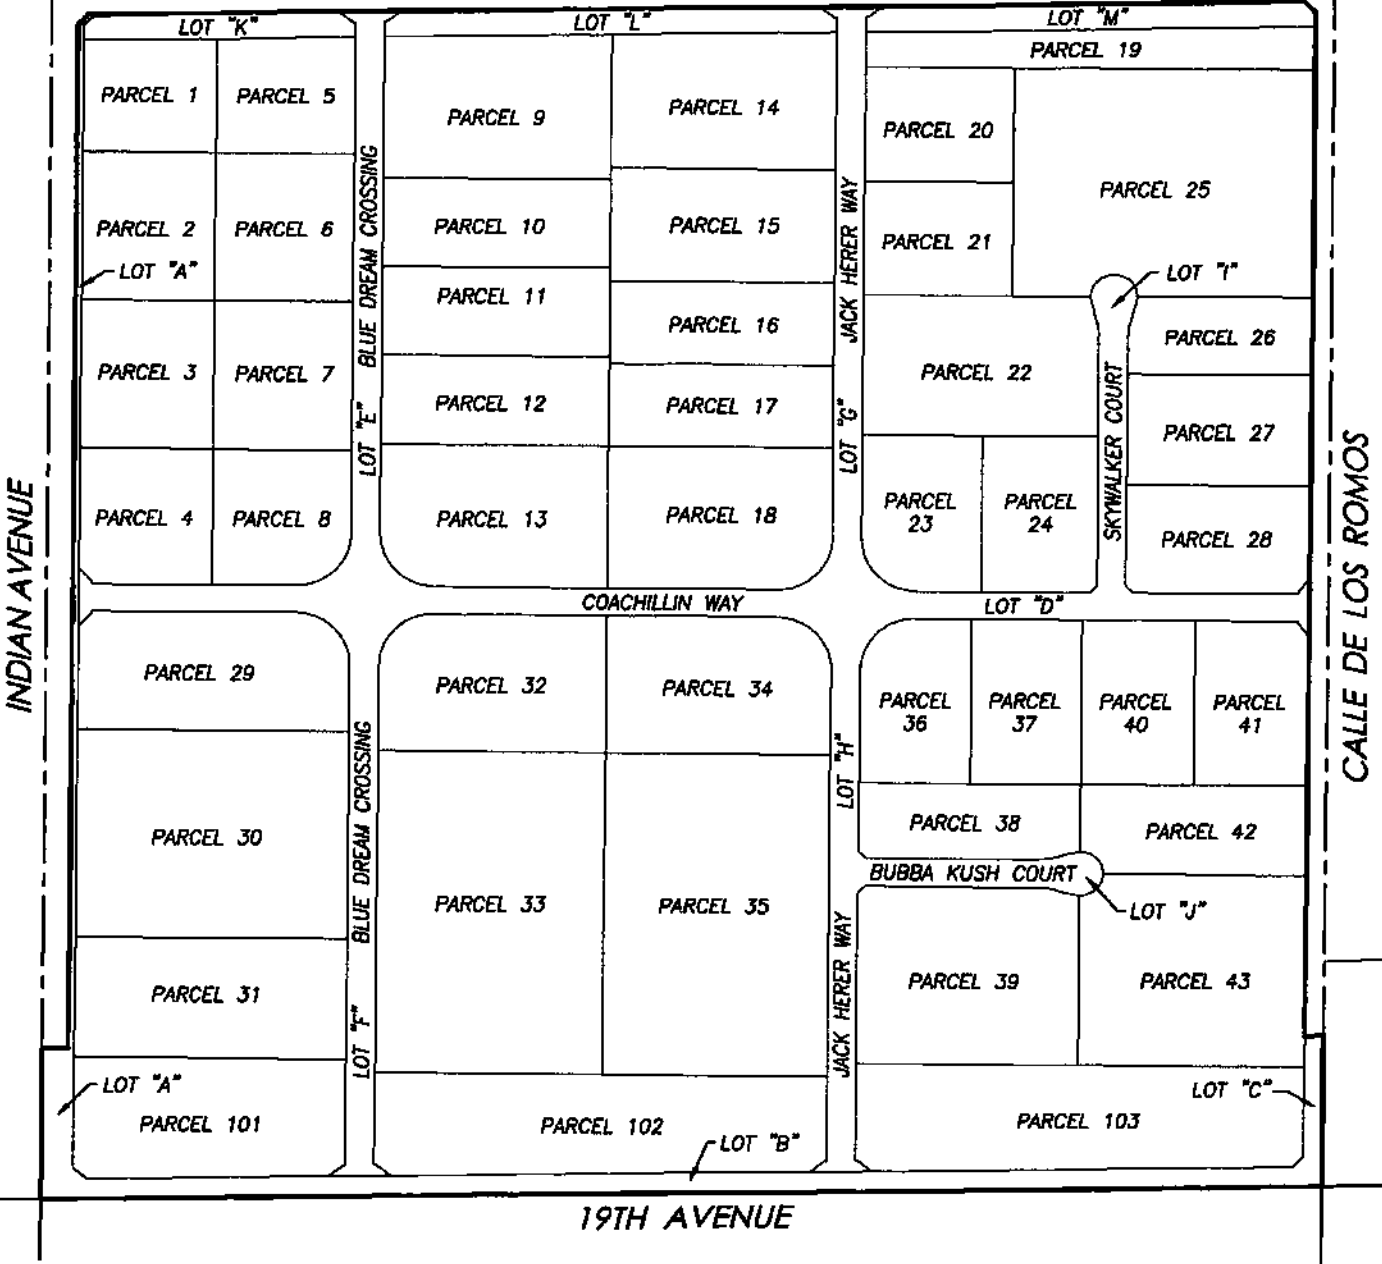 LOT "K"
LOT "L"
LOT "M"
PARCEL 19
PARCEL 1
PARCEL 5
PARCEL 9
PARCEL 14
PARCEL 20
PARCEL 25
PARCEL 2
PARCEL 6
PARCEL 10
PARCEL 15
PARCEL 21
LOT "A"
LOT "I"
BLUE DREAM CROSSING
JACK HERER WAY
PARCEL 11
PARCEL 16
PARCEL 26
PARCEL 3
PARCEL 7
PARCEL 12
PARCEL 17
PARCEL 22
LOT "E"
LOT "G"
SKYWALKER COURT
PARCEL 27
PARCEL 4
PARCEL 8
PARCEL 13
PARCEL 18
PARCEL
23
PARCEL
24
PARCEL 28
INDIAN AVENUE
CALLE DE LOS ROMOS
COACHILLIN WAY
LOT "D"
PARCEL 29
PARCEL 32
PARCEL 34
PARCEL
36
PARCEL
37
PARCEL
40
PARCEL
41
BLUE DREAM CROSSING
LOT "H"
PARCEL 30
PARCEL 38
PARCEL 42
BUBBA KUSH COURT
LOT "J"
PARCEL 33
PARCEL 35
PARCEL 31
JACK HERER WAY
PARCEL 39
PARCEL 43
LOT "F"
LOT "A"
LOT "C"
PARCEL 101
PARCEL 102
PARCEL 103
LOT "B"
19TH AVENUE